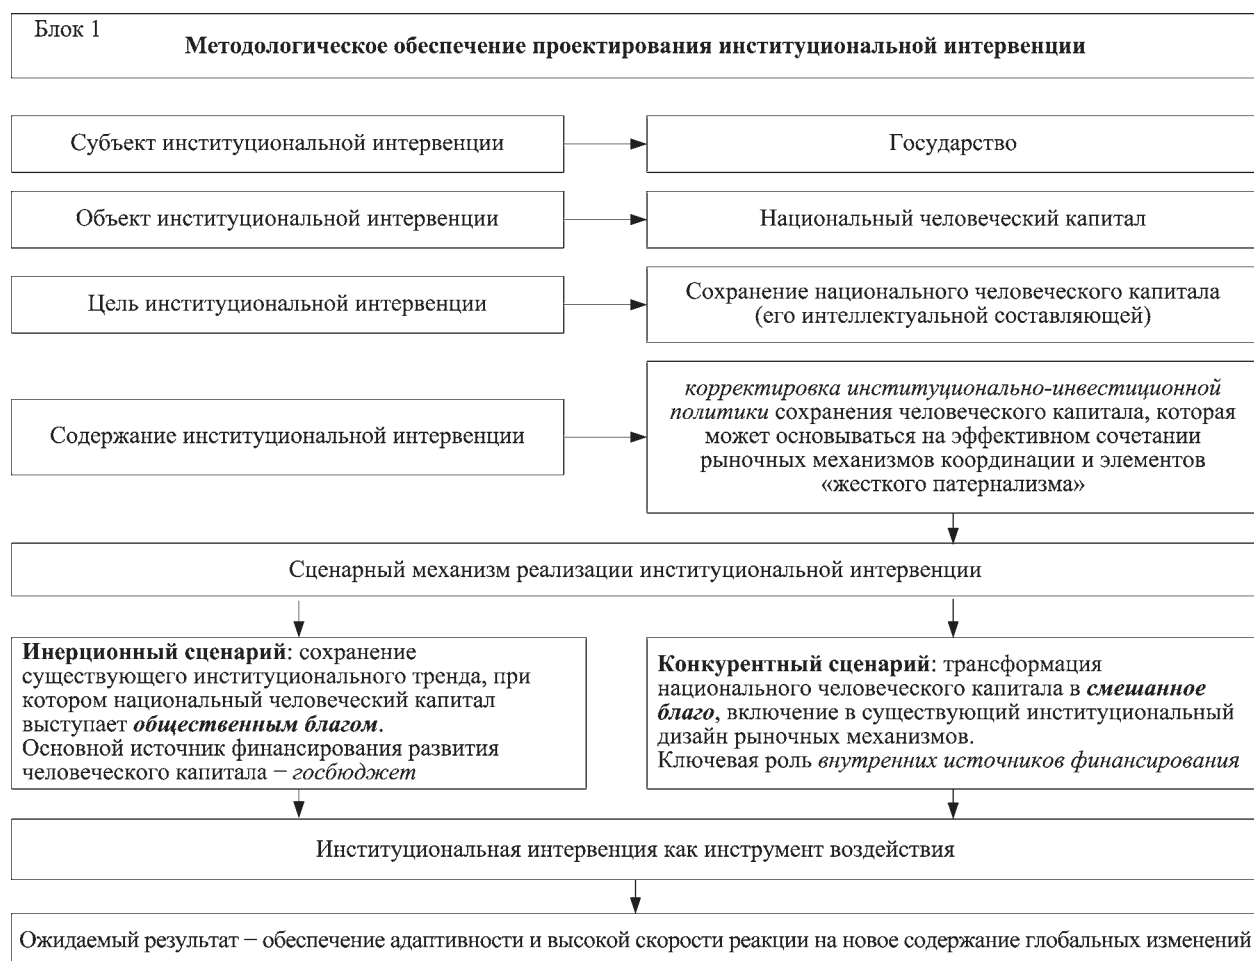 Блок 1
Методологическое обеспечение проектирования институциональной интервенции
Субъект институциональной интервенции
Государство
Объект институциональной интервенции
Национальный человеческий капитал
Цель институциональной интервенции
Сохранение национального человеческого капитала
(его интеллектуальной составляющей)
Содержание институциональной интервенции
корректировка институционально-инвестиционной
политики сохранения человеческого капитала, которая
может основываться на эффективном сочетании
рыночных механизмов координации и элементов
«жесткого патернализма»
Сценарный механизм реализации институциональной интервенции
Инерционный сценарий: сохранение
существующего институционального тренда, при
котором национальный человеческий капитал
выступает общественным благом.
Основной источник финансирования развития
человеческого капитала − госбюджет
Конкурентный сценарий: трансформация
национального человеческого капитала в смешанное
благо, включение в существующий институциональный
дизайн рыночных механизмов.
Ключевая роль внутренних источников финансирования
Институциональная интервенция как инструмент воздействия
Ожидаемый результат − обеспечение адаптивности и высокой скорости реакции на новое содержание глобальных изменений